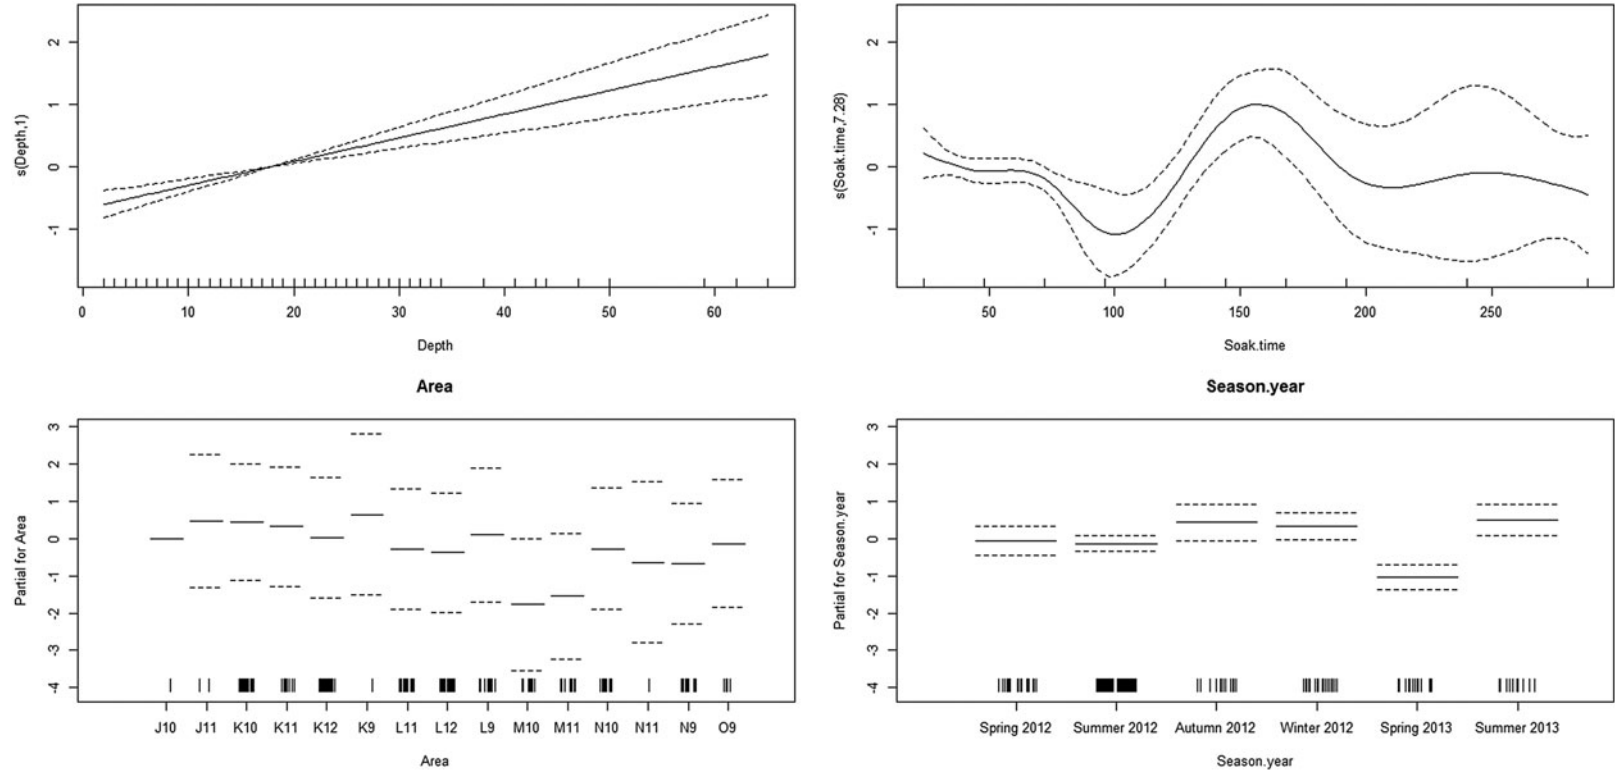 s(Depth,1)
2
1
0
-1
0 10 20 30 40 50 60
Depth
s(Soak.time,7.28)
2
1
0
-1
50 100 150 200 250
Soak.time
Area
Partial for Area
3
2
1
0
-1
-2
-3
-4
J10 J11 K10 K11 K12 K9 L11 L12 L9 M10 M11 N10 N11 N9 O9
Area
Season.year
Partial for Season.year
3
2
1
0
-1
-2
-3
-4
Spring 2012 Summer 2012 Autumn 2012 Winter 2012 Spring 2013 Summer 2013
Season.year